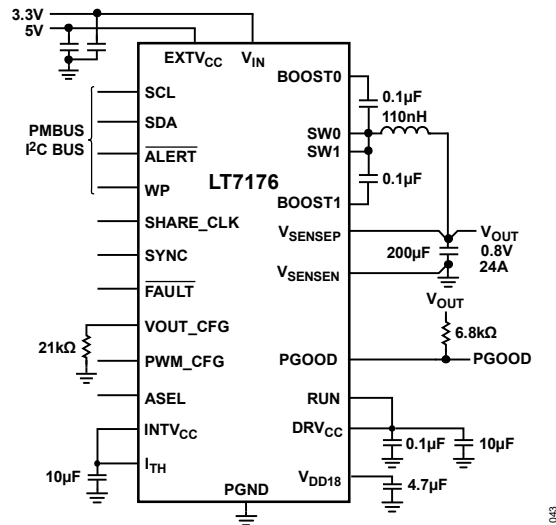 3.3V
5V
EXTVCC
VIN
SCL
SDA
ALERT
WP
PMBUS
I2C BUS
SHARE_CLK
SYNC
FAULT
VOUT_CFG
21kΩ
PWM_CFG
ASEL
INTVCC
10µF
ITH
LT7176
PGND
BOOST0
0.1µF
110nH
SW0
SW1
0.1µF
BOOST1
VSENSEP
VOUT
0.8V
24A
200µF
VSENSEN
VOUT
6.8kΩ
PGOOD
PGOOD
RUN
DRVCC
0.1µF
10µF
VDD18
4.7µF
043